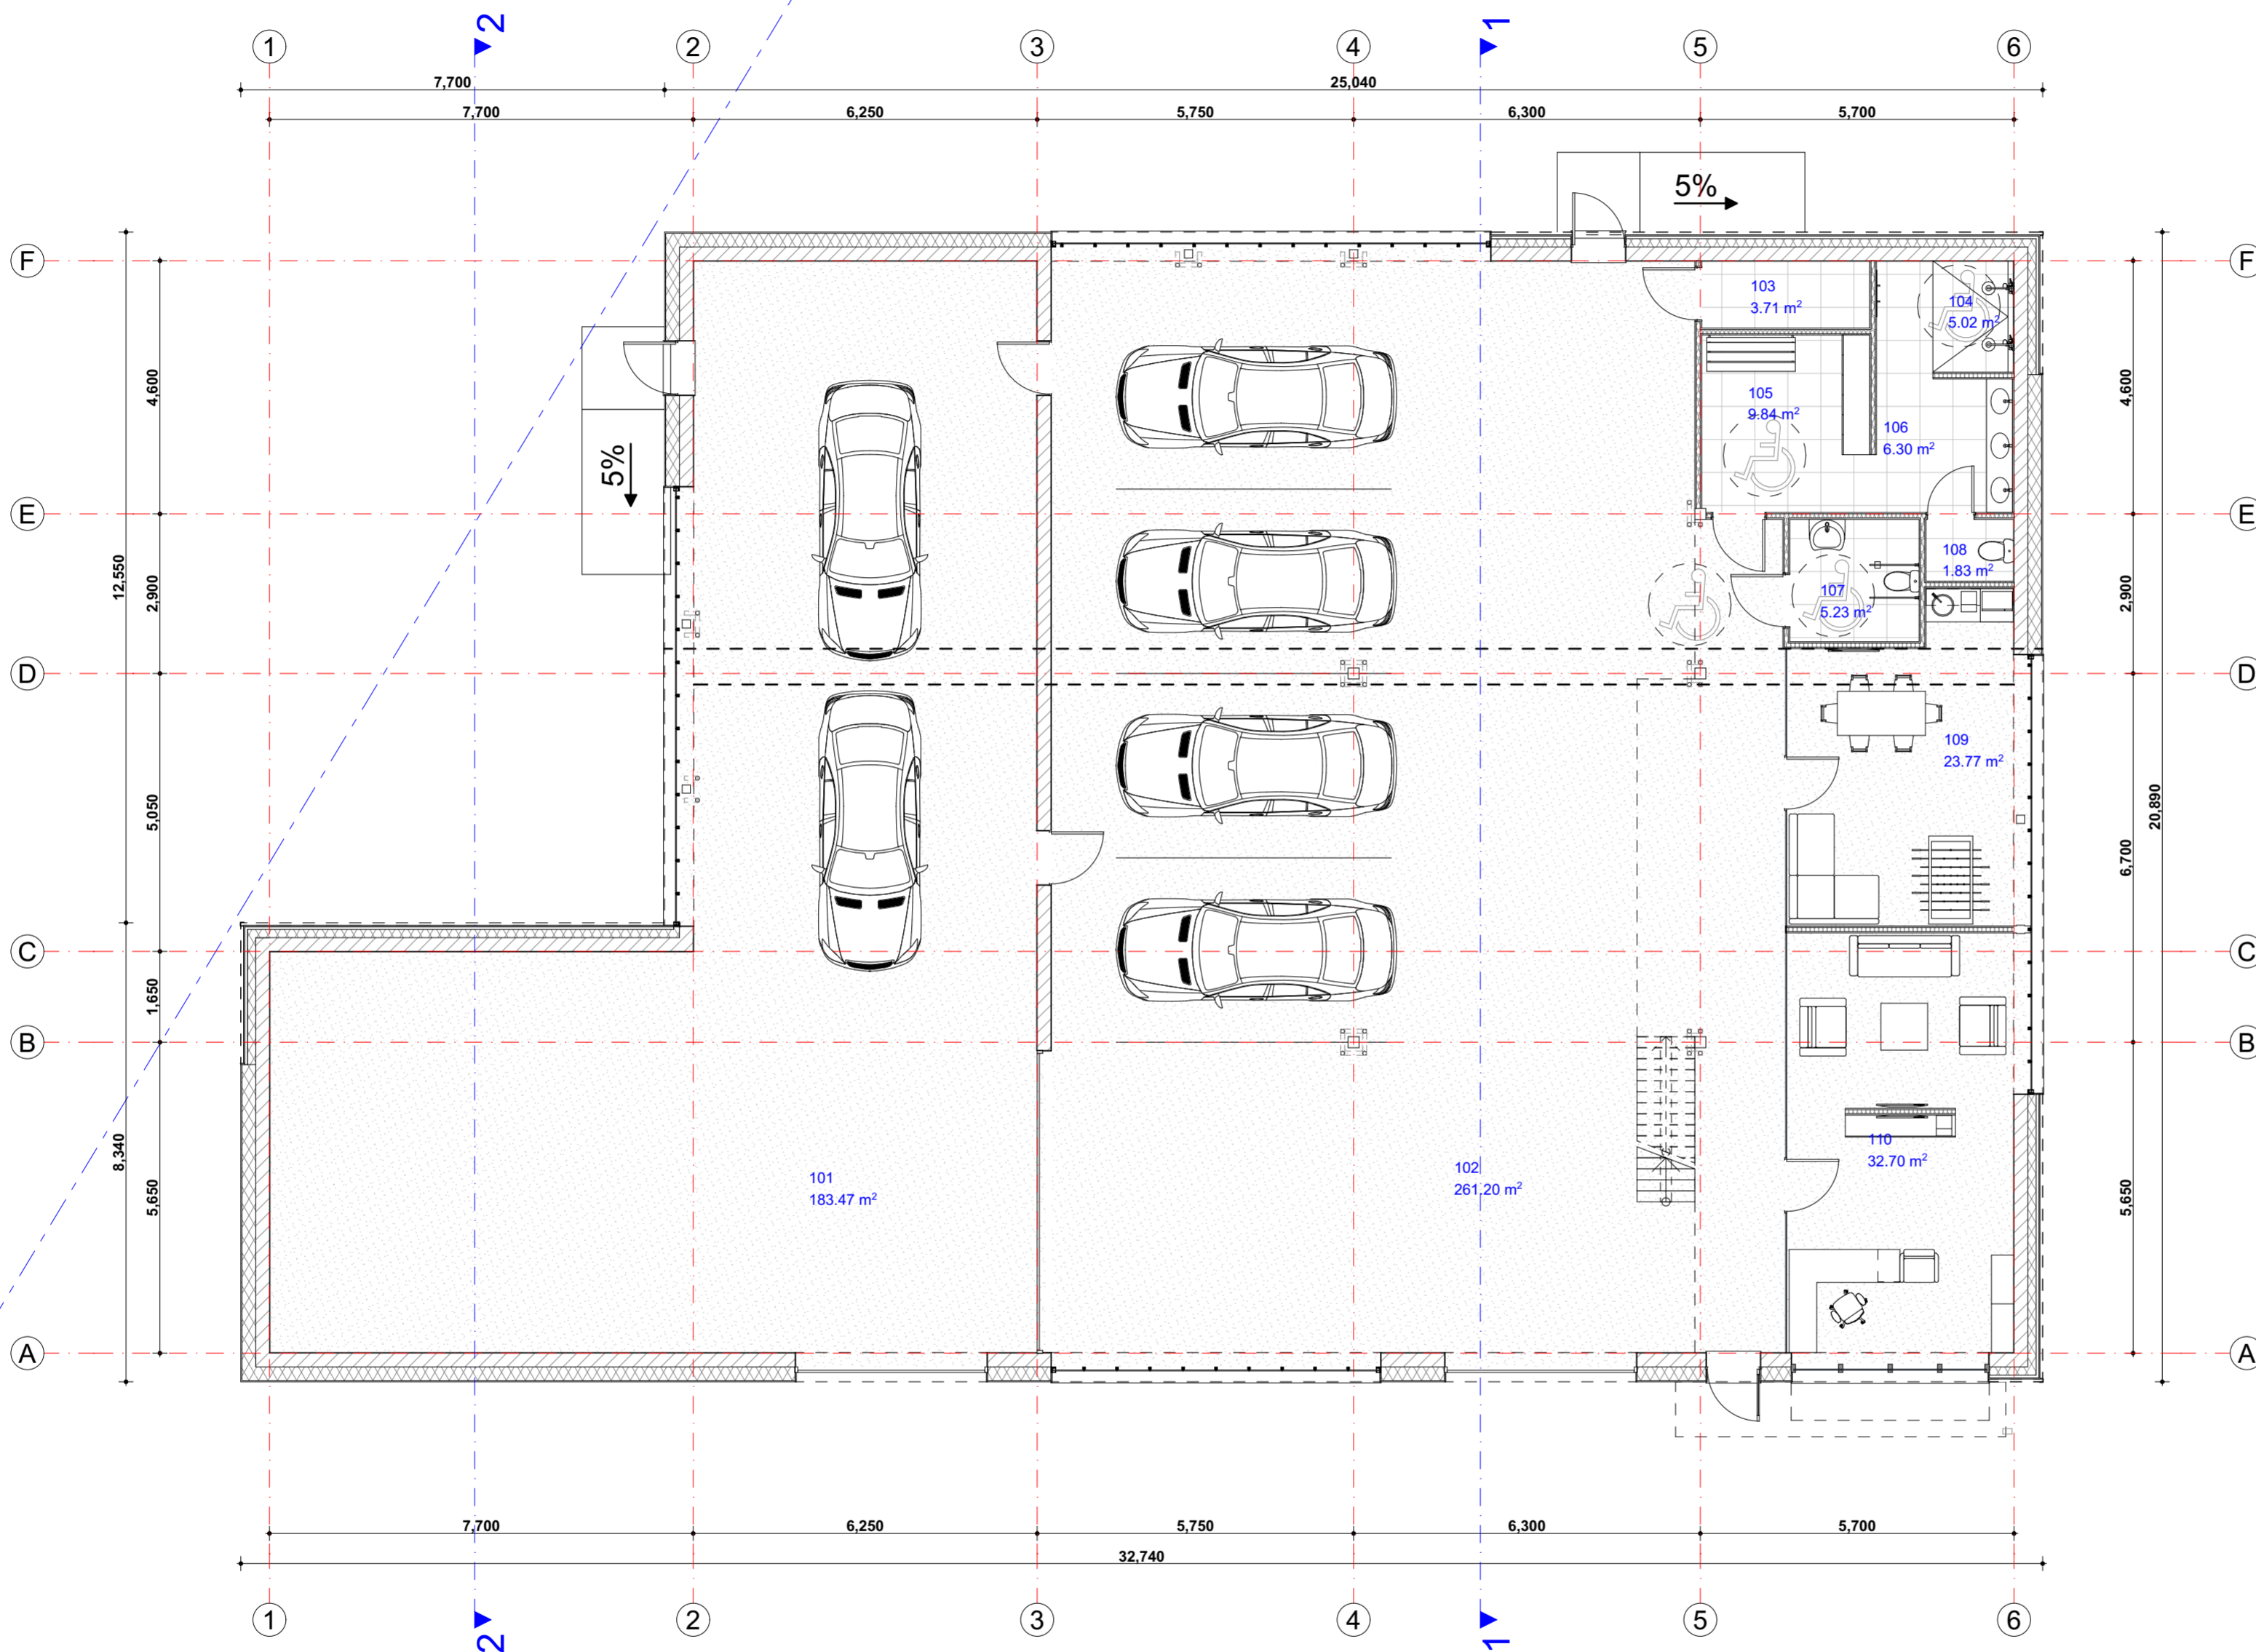 2 1
1 2 3 4 5 6
7,700 25,040
7,700 6,250 5,750 6,300 5,700
5%
F F
103
3.71 m²
104
5.02 m²
4,600 4,600
105
9.84 m²
106
6.30 m²
5%
E E
12,550
2,900 2,900
108
1.83 m²
107
5.23 m²
D D
109
23.77 m²
5,050
20,890
6,700
C C
1,650
B B
8,340
110
32.70 m²
101
183.47 m²
102
261.20 m²
5,650 5,650
A A
7,700 6,250 5,750 6,300 5,700
32,740
1 2 3 4 5 6
2 1